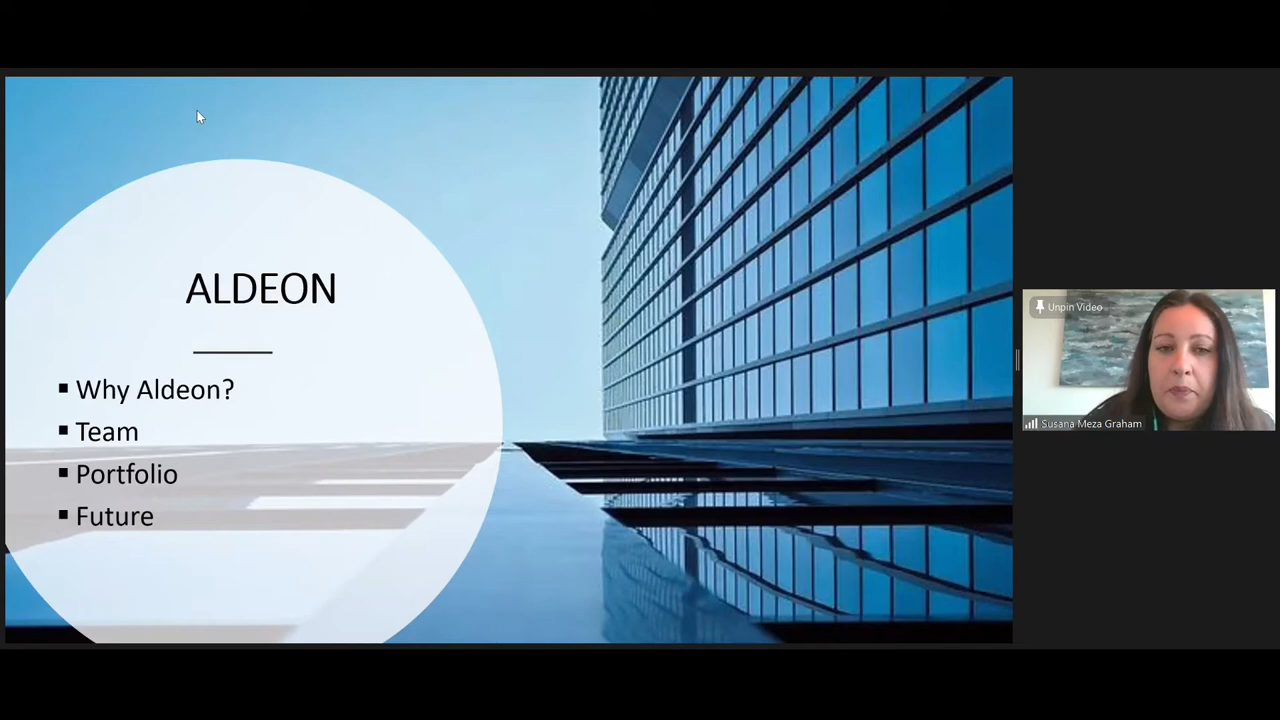 ALDEON
Why Aldeon?
Team
Portfolio
Future
Unpin Video
Susana Meza Graham